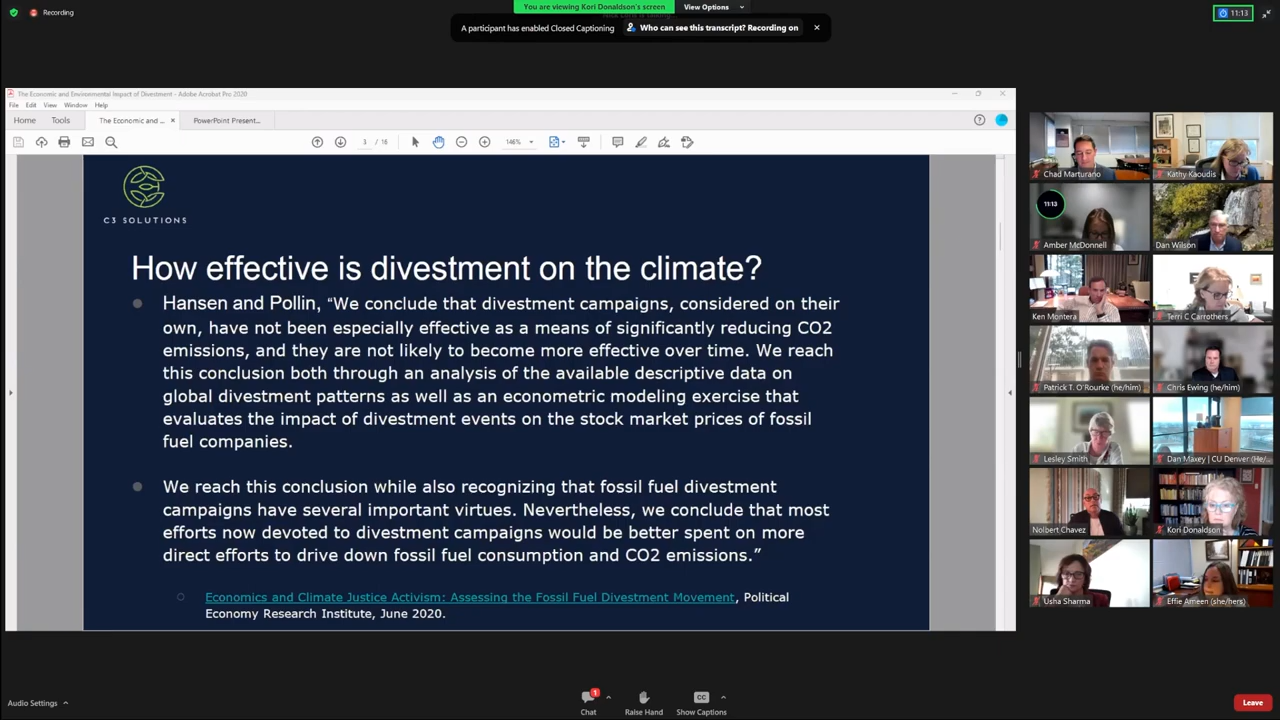 Recording
You are viewing Kori Donaldson's screen
View Options
11:13
A participant has enabled Closed Captioning
Who can see this transcript? Recording on
The Economic and Environmental Impact of Divestment - Adobe Acrobat Pro 2020
File Edit View Window Help
Home Tools The Economic and ... × PowerPoint Present...
3 / 16
146%
C3 SOLUTIONS
How effective is divestment on the climate?
Hansen and Pollin, “We conclude that divestment campaigns, considered on their
own, have not been especially effective as a means of significantly reducing CO2
emissions, and they are not likely to become more effective over time. We reach
this conclusion both through an analysis of the available descriptive data on
global divestment patterns as well as an econometric modeling exercise that
evaluates the impact of divestment events on the stock market prices of fossil
fuel companies.
We reach this conclusion while also recognizing that fossil fuel divestment
campaigns have several important virtues. Nevertheless, we conclude that most
efforts now devoted to divestment campaigns would be better spent on more
direct efforts to drive down fossil fuel consumption and CO2 emissions.”
Economics and Climate Justice Activism: Assessing the Fossil Fuel Divestment Movement, Political
Economy Research Institute, June 2020.
Chad Marturano
Kathy Kaoudis
11:13
Amber McDonnell
Dan Wilson
Ken Montera
Terri C Carrothers
Patrick T. O'Rourke (he/him)
Chris Ewing (he/him)
Lesley Smith
Dan Maxey | CU Denver (He/...
Nolbert Chavez
Kori Donaldson
Usha Sharma
Effie Ameen (she/hers)
Audio Settings
1
Chat
Raise Hand
CC
Show Captions
Leave